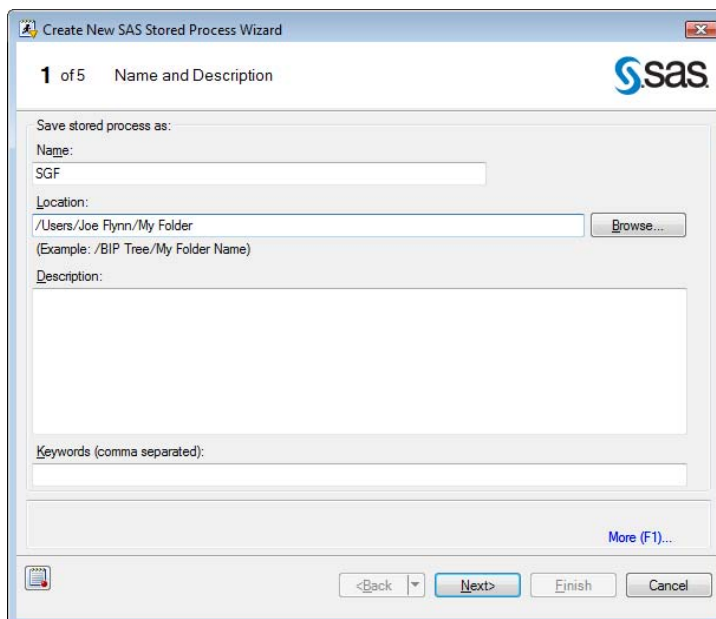 Create New SAS Stored Process Wizard
1 of 5 Name and Description
sas
Save stored process as:
Name:
SGF
Location:
/Users/Joe Flynn/My Folder
Browse...
(Example: /BIP Tree/My Folder Name)
Description:
Keywords (comma separated):
More (F1)...
<Back
Next>
Finish
Cancel